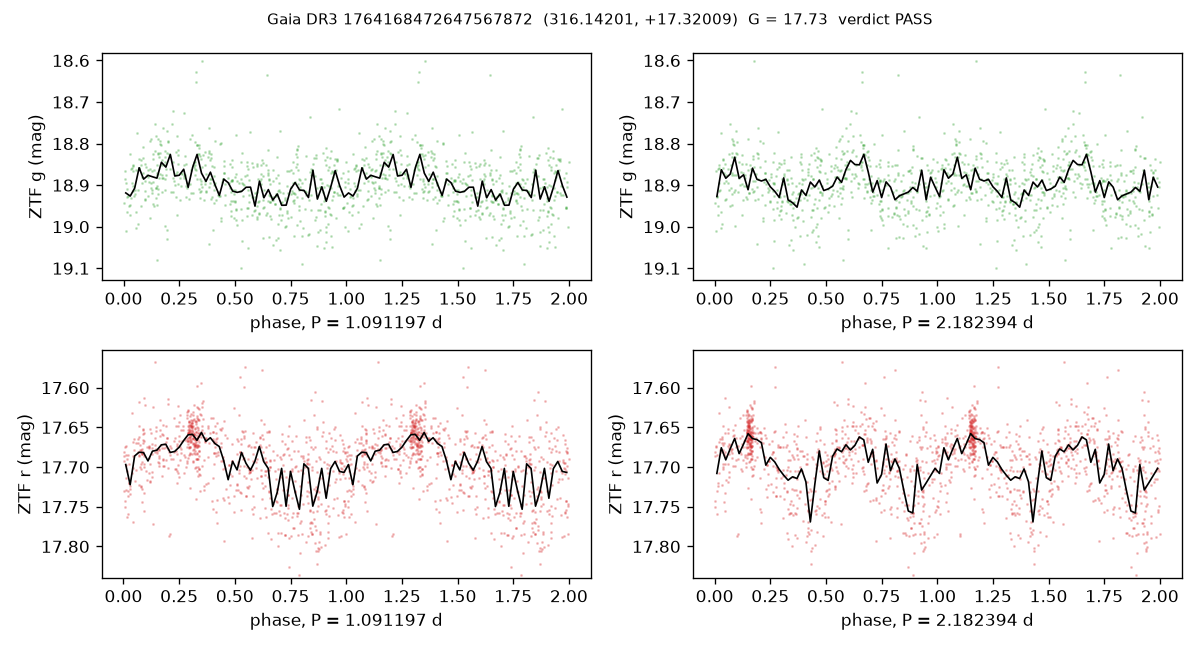 Gaia DR3 1764168472647567872  (316.14201, +17.32009)  G = 17.73  verdict PASS
ZTF g (mag)
18.6
18.7
18.8
18.9
19.0
19.1
0.00 0.25 0.50 0.75 1.00 1.25 1.50 1.75 2.00
phase, P = 1.091197 d
ZTF g (mag)
18.6
18.7
18.8
18.9
19.0
19.1
0.00 0.25 0.50 0.75 1.00 1.25 1.50 1.75 2.00
phase, P = 2.182394 d
ZTF r (mag)
17.60
17.65
17.70
17.75
17.80
0.00 0.25 0.50 0.75 1.00 1.25 1.50 1.75 2.00
phase, P = 1.091197 d
ZTF r (mag)
17.60
17.65
17.70
17.75
17.80
0.00 0.25 0.50 0.75 1.00 1.25 1.50 1.75 2.00
phase, P = 2.182394 d